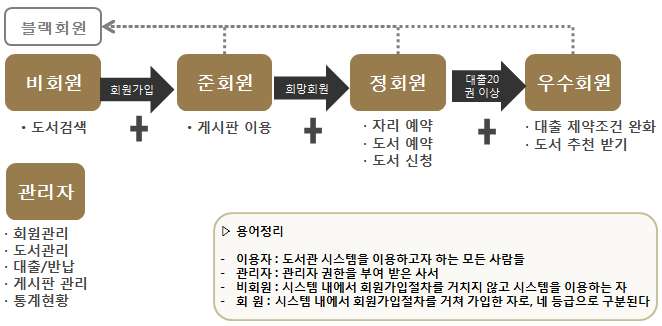 블랙회원
비회원
회원가입
준회원
희망회원
정회원
대출20
권 이상
우수회원
• 도서검색
• 게시판 이용
· 자리 예약
· 도서 예약
· 도서 신청
· 대출 제약조건 완화
· 도서 추천 받기
관리자
· 회원관리
· 도서관리
· 대출/반납
· 게시판 관리
· 통계현황
▷ 용어정리
- 이용자 : 도서관 시스템을 이용하고자 하는 모든 사람들
- 관리자 : 관리자 권한을 부여 받은 사서
- 비회원 : 시스템 내에서 회원가입절차를 거치지 않고 시스템을 이용하는 자
- 회 원 : 시스템 내에서 회원가입절차를 거쳐 가입한 자로, 네 등급으로 구분된다